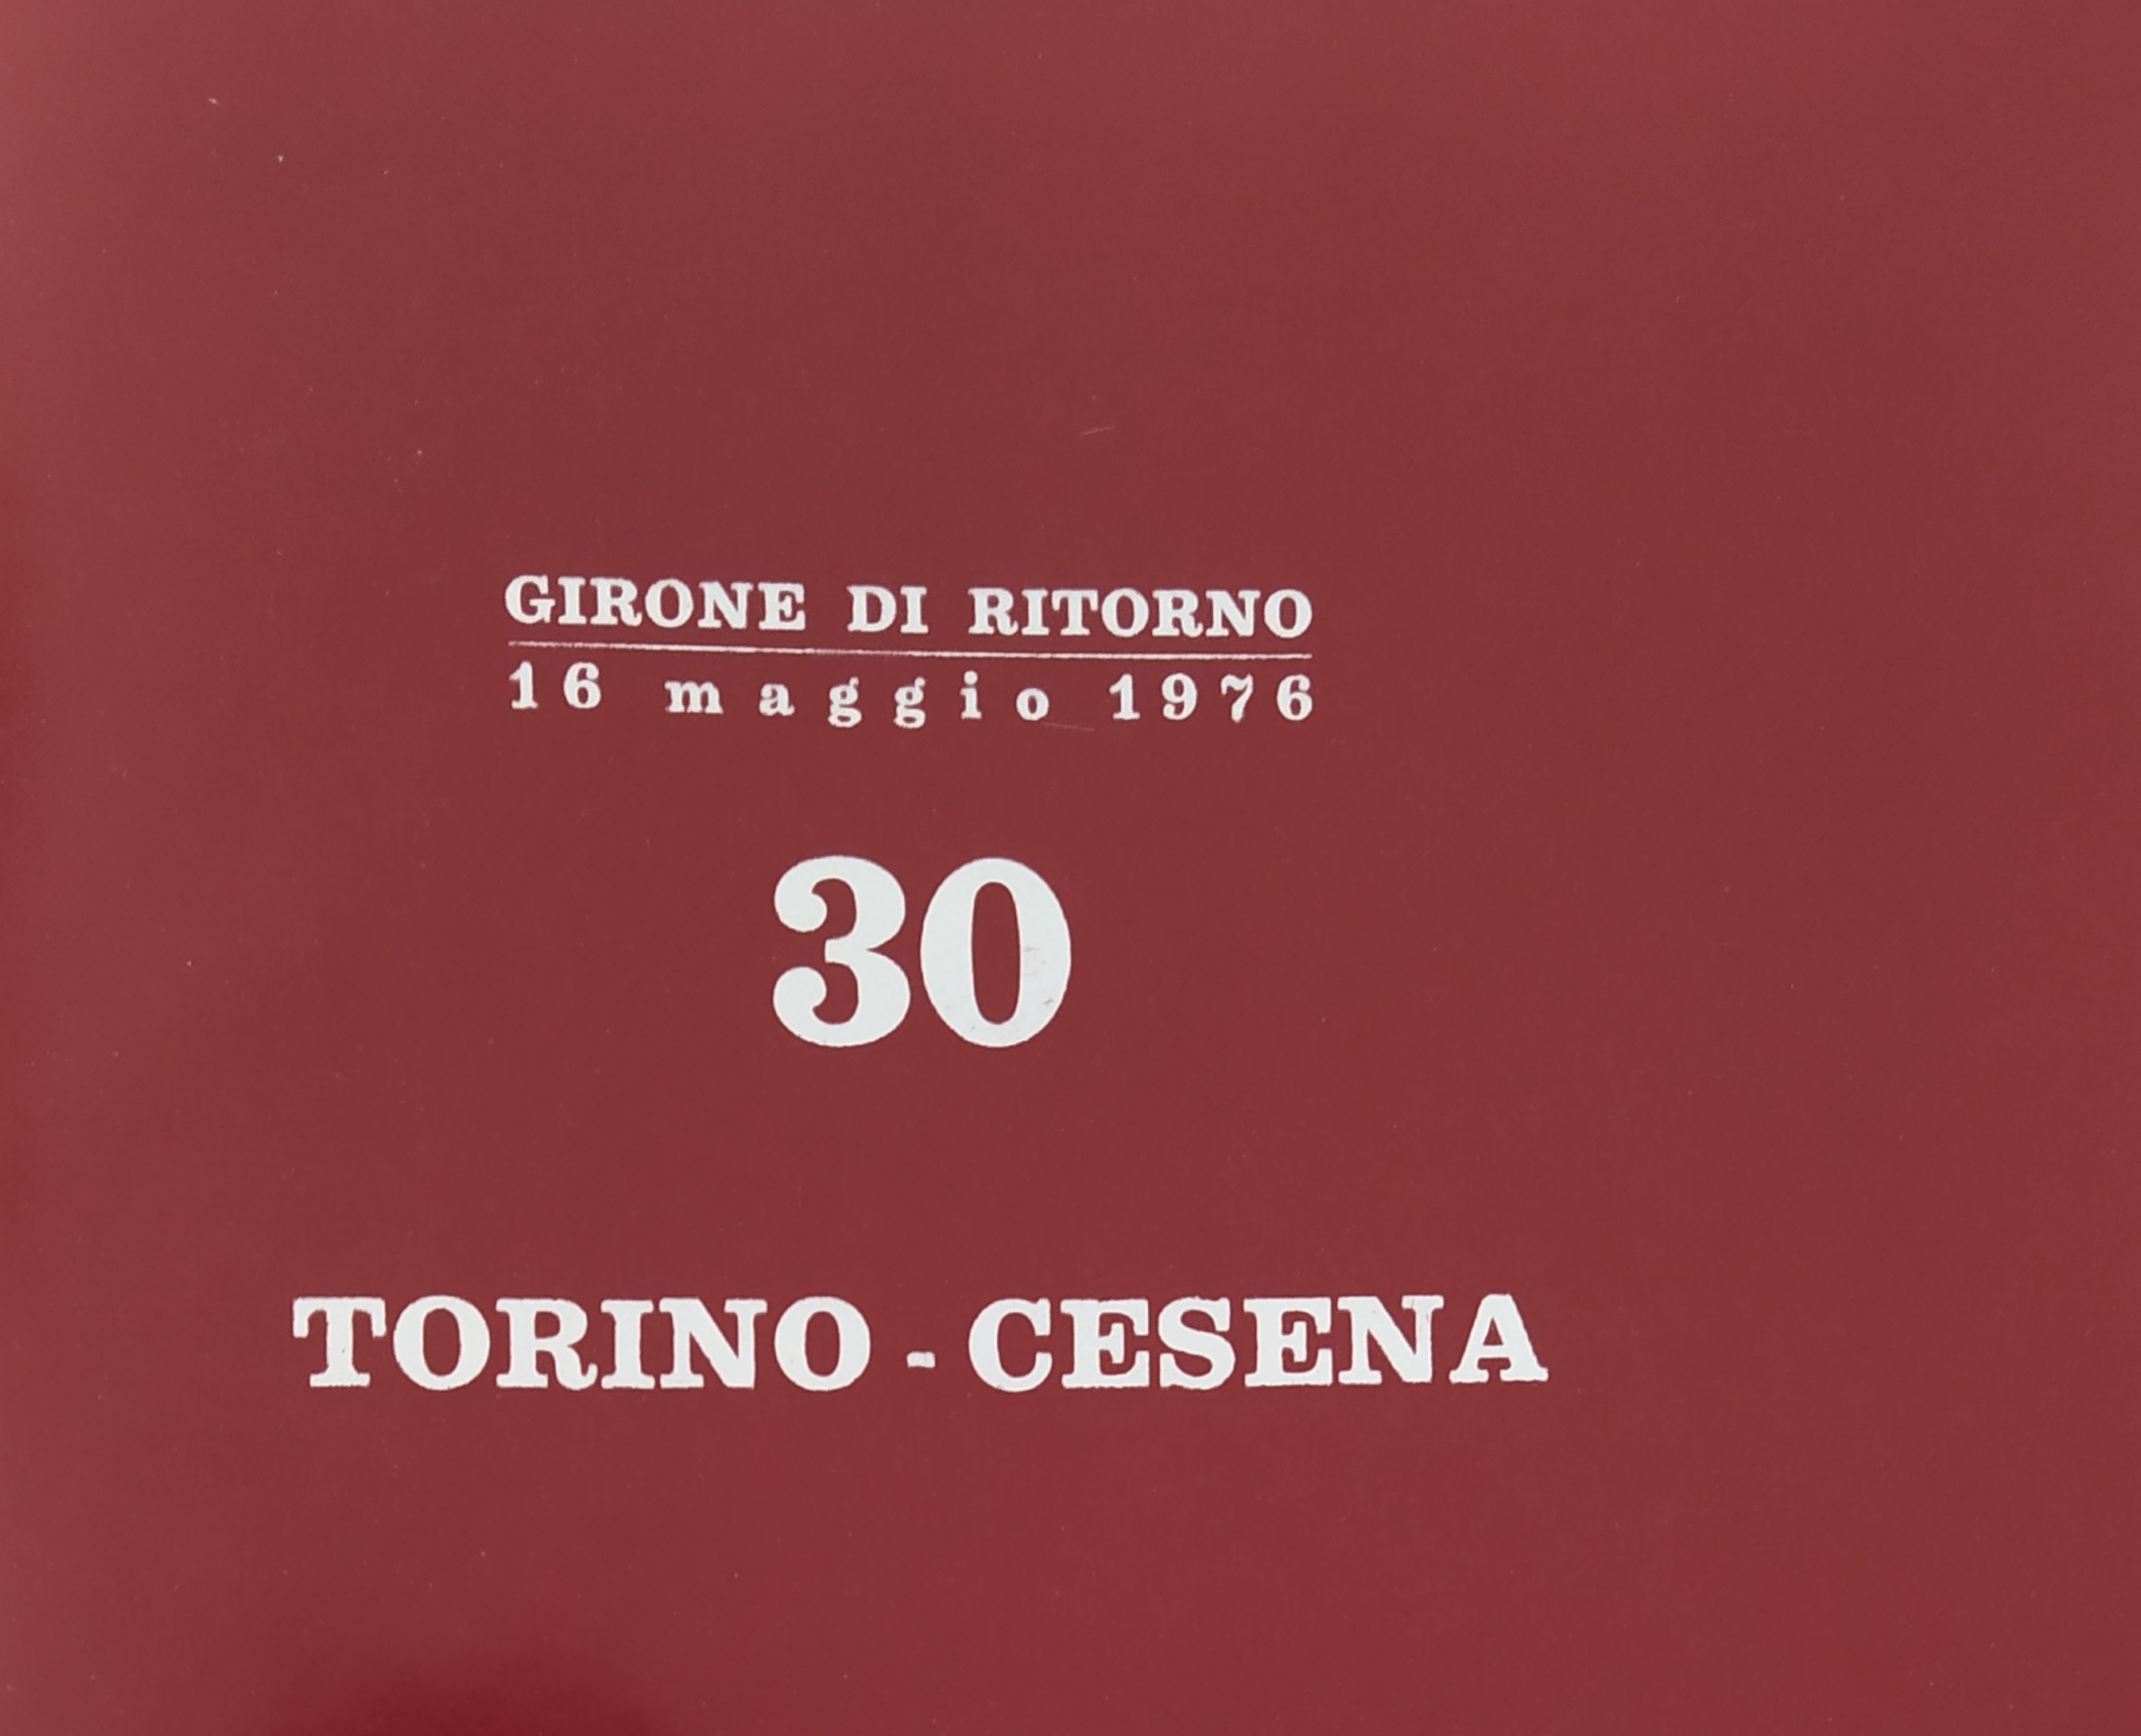 GIRONE DI RITORNO
16 maggio 1976
30
TORINO - CESENA